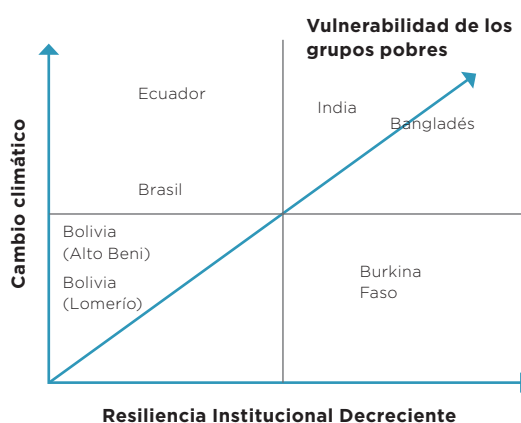 Vulnerabilidad de los
grupos pobres
Ecuador
India
Bangladés
Brasil
Bolivia
(Alto Beni)
Bolivia
(Lomerío)
Burkina
Faso
Cambio climático
Resiliencia Institucional Decreciente